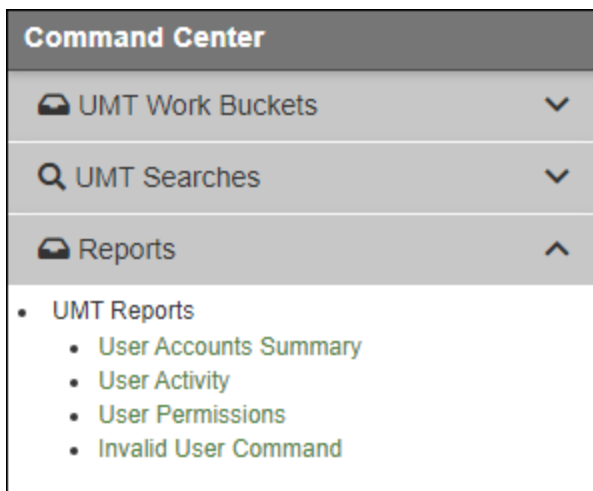 Command Center
UMT Work Buckets
UMT Searches
Reports
UMT Reports
User Accounts Summary
User Activity
User Permissions
Invalid User Command